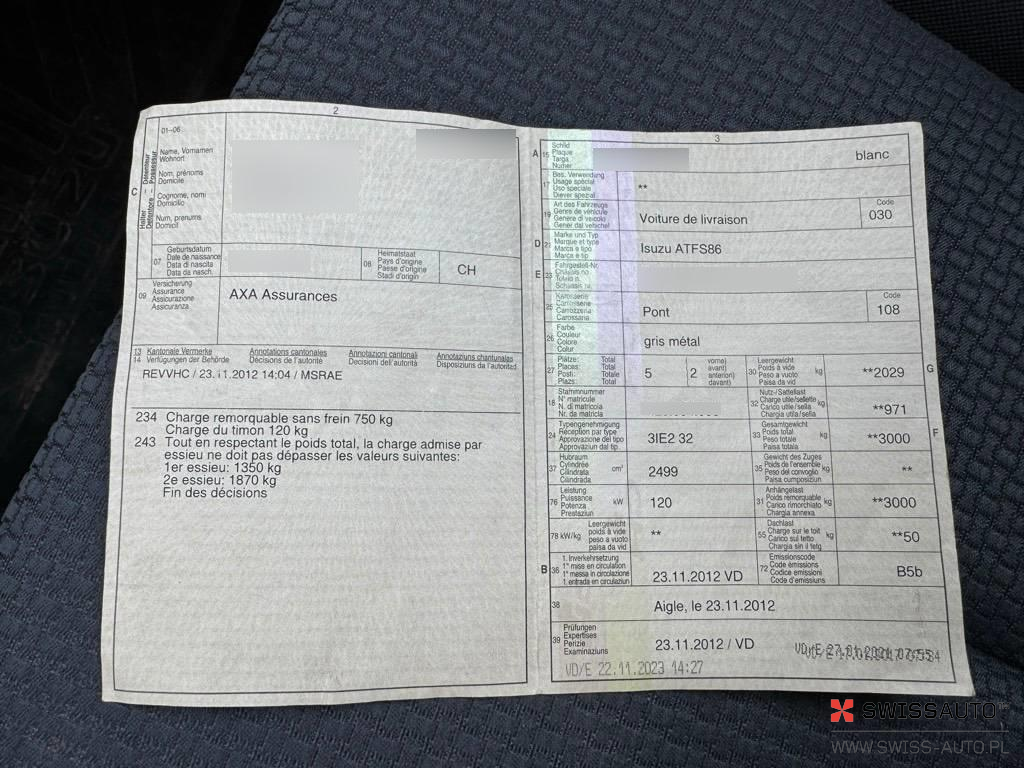 2
01–06
C
Halter – Détenteur
Detentore – Possessur
Name, Vornamen
Wohnort
Nom, prénoms
Domicile
Cognome, nomi
Domicilio
Num, prenums
Domicil
07
Geburtsdatum
Date de naissance
Data di nascita
Data da nasch.
08
Heimatstaat
Pays d'origine
Paese d'origine
Stadi d'origin
CH
09
Versicherung
Assurance
Assicurazione
Assicuranza
AXA Assurances
13 Kantonale Vermerke Annotations cantonales Annotazioni cantonali Annotaziuns chantunalas
14 Verfügungen der Behörde Décisions de l'autorité Decisioni dell'autorità Disposiziuns da l'autoritad
REVVHC / 23.11.2012 14:04 / MSRAE
234 Charge remorquable sans frein 750 kg
Charge du timon 120 kg
243 Tout en respectant le poids total, la charge admise par
essieu ne doit pas dépasser les valeurs suivantes:
1er essieu: 1350 kg
2e essieu: 1870 kg
Fin des décisions
3
A 15
Schild
Plaque
Targa
Numer
blanc
17
Bes. Verwendung
Usage spécial
Uso speciale
Diever spezial
**
19
Art des Fahrzeugs
Genre de véhicule
Genere di veicolo
Gener dal vehichel
Voiture de livraison
Code
030
D 21
Marke und Typ
Marque et type
Marca e tipo
Marca e tip
Isuzu ATFS86
E 23
Fahrgestell-Nr.
Châssis no
Telaio n.
Schassis nr.
25
Karosserie
Carrosserie
Carrozzeria
Carossaria
Pont
Code
108
26
Farbe
Couleur
Colore
Colur
gris métal
27
Plätze: Total
Places: Total
Posti: Totale
Plazs: Total
5
2
vorne)
avant)
anteriori)
davant)
30
Leergewicht
Poids à vide
Peso a vuoto
Paisa da vid
kg
**2029
G
18
Stammnummer
N° matricule
N. di matricola
Nr. da matricla
32
Nutz-/Sattellast
Charge utile/sellette
Carico utile/sella
Chargia utila/sella
kg
**971
24
Typengenehmigung
Réception par type
Approvazione del tipo
Approvaziun dal tip
3IE2 32
33
Gesamtgewicht
Poids total
Peso totale
Paisa totala
kg
**3000
F
37
Hubraum
Cylindrée
Cilindrata
Cilindrada
cm³
2499
35
Gewicht des Zuges
Poids de l'ensemble
Peso del convoglio
Paisa cumposiziun
kg
**
76
Leistung
Puissance
Potenza
Prestaziun
kW
120
31
Anhängelast
Poids remorquable
Carico rimorchiato
Chargia annexa
kg
**3000
78 kW/kg
Leergewicht
poids à vide
peso a vuoto
paisa da vid
**
55
Dachlast
Charge sur le toit
Carico sul tetto
Chargia sin il tetg
kg
**50
B 36
1. Inverkehrsetzung
1re mise en circulation
1a messa in circolazione
1. entrada en circulaziun
23.11.2012 VD
72
Emissionscode
Code émissions
Codice emissioni
Code d'emissiuns
B5b
38
Aigle, le 23.11.2012
39
Prüfungen
Expertises
Perizie
Examinaziuns
23.11.2012 / VD
VD/E 22.11.2023 14:27
SWISSAUTO
WWW.SWISS-AUTO.PL